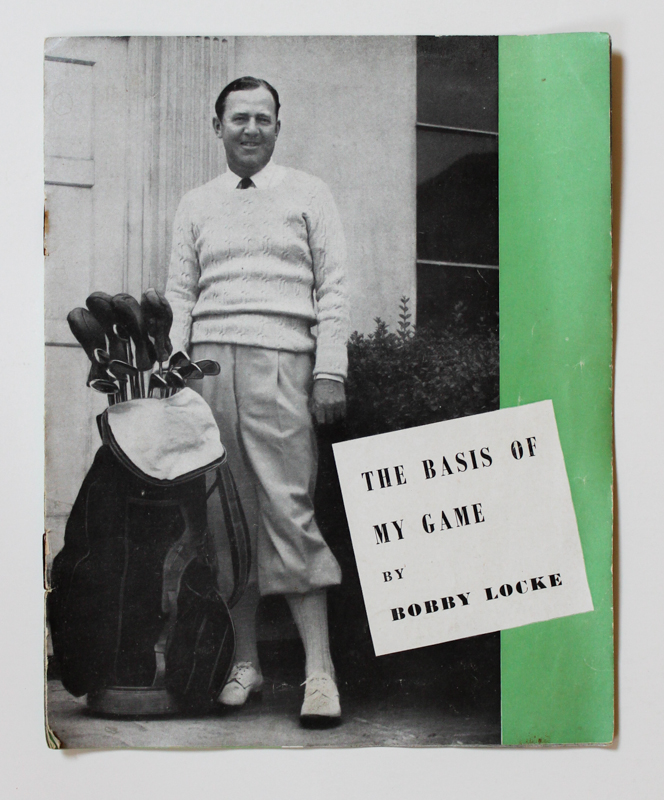 THE BASIS OF
MY GAME
BY
BOBBY LOCKE